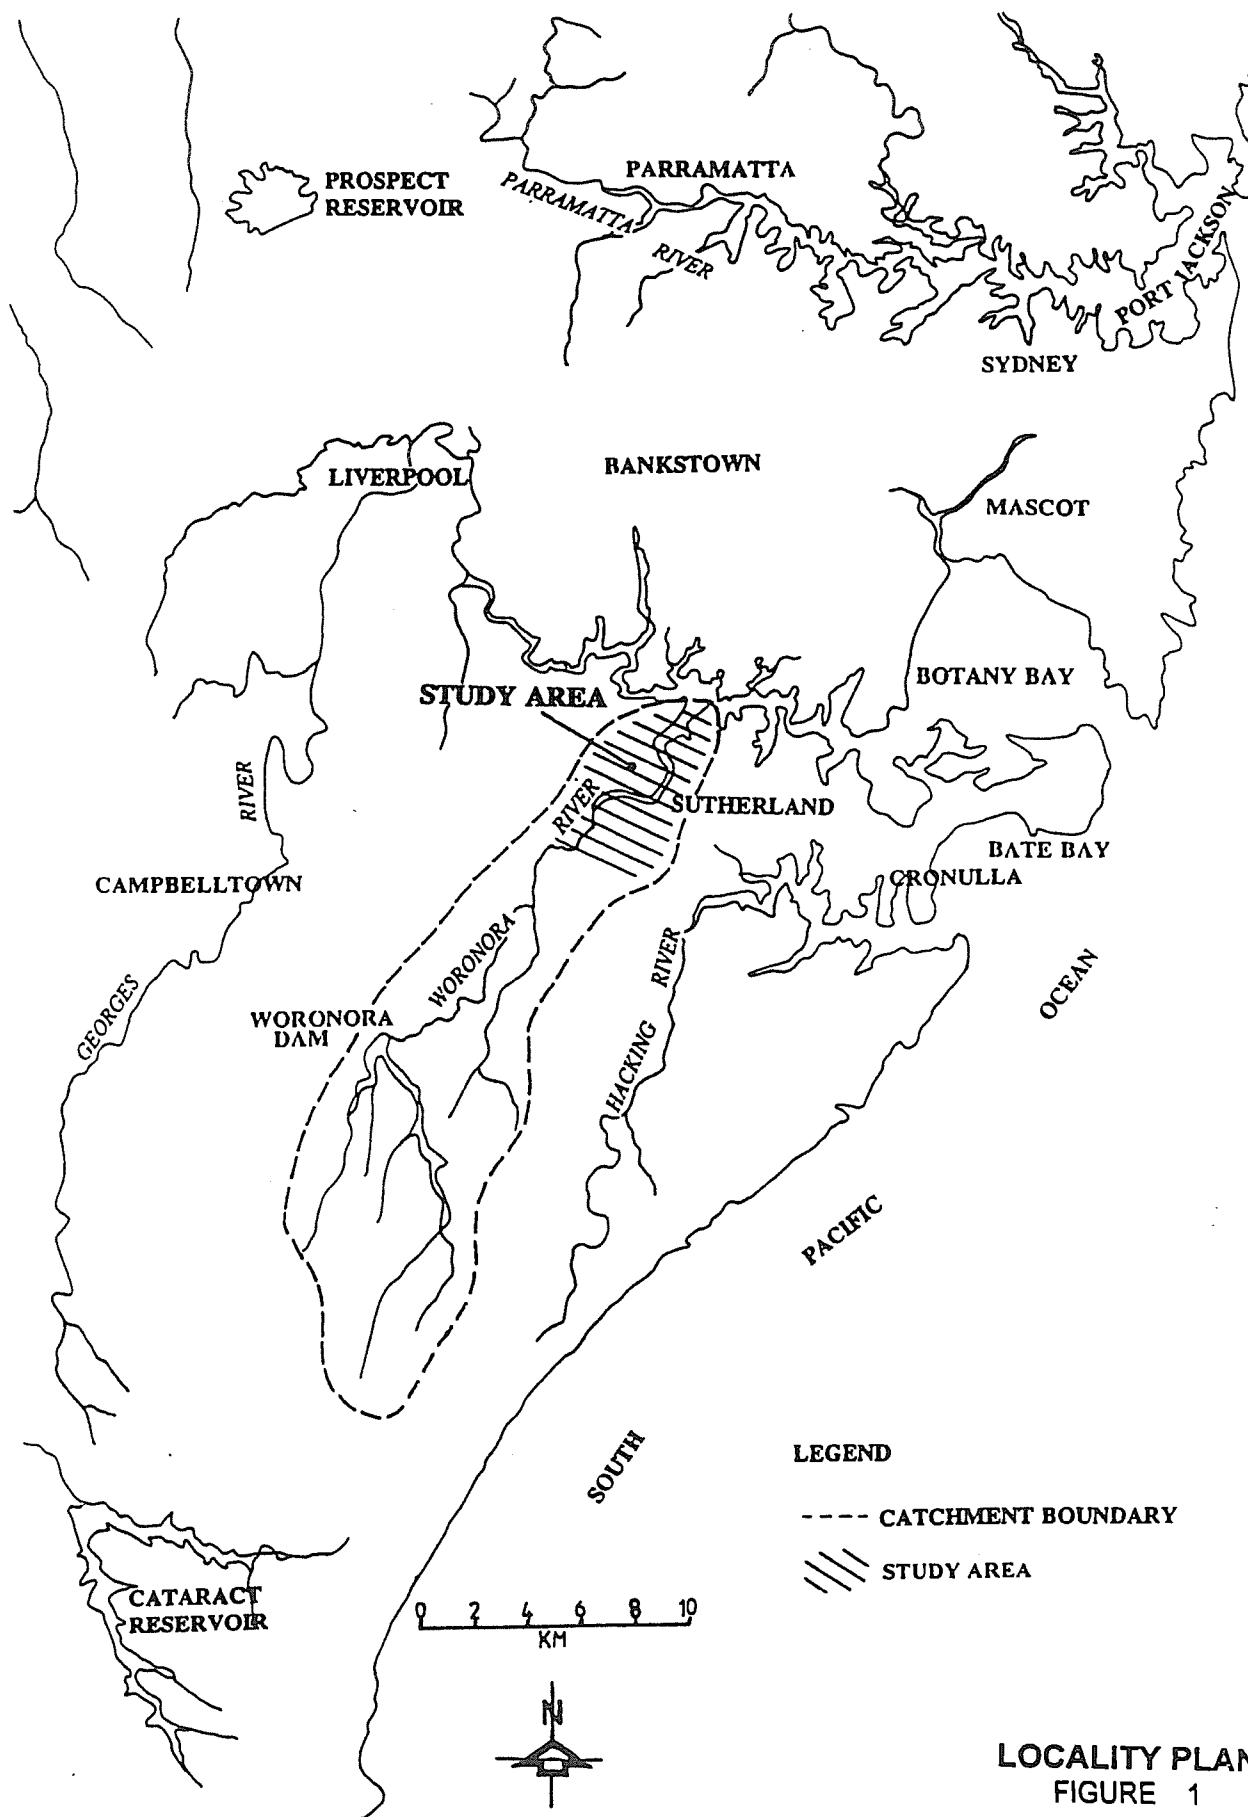 PARRAMATTA
PROSPECT
RESERVOIR
PARRAMATTA
RIVER
PORT JACKSON
SYDNEY
BANKSTOWN
LIVERPOOL
MASCOT
BOTANY BAY
STUDY AREA
RIVER
RIVER
SUTHERLAND
BATE BAY
CAMPBELLTOWN
CRONULLA
WORONORA
RIVER
OCEAN
GEORGES
WORONORA
DAM
HACKING
PACIFIC
SOUTH
LEGEND
CATCHMENT BOUNDARY
STUDY AREA
CATARACT
RESERVOIR
0 2 4 6 8 10
KM
N
LOCALITY PLAN
FIGURE 1